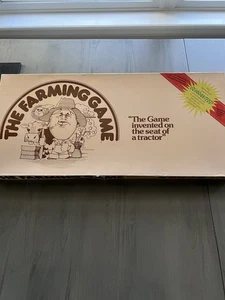 THE FARMING GAME
"The Game
invented on
the seat of
a tractor"